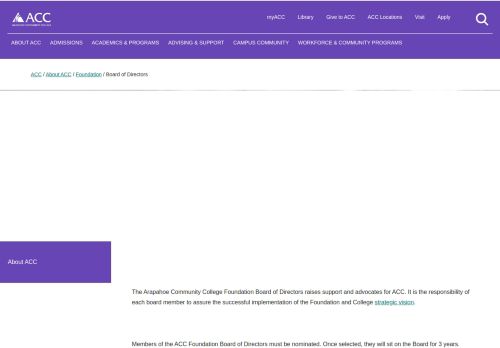 ACC
ARAPAHOE COMMUNITY COLLEGE
myACC Library Give to ACC ACC Locations Visit Apply
ABOUT ACC ADMISSIONS ACADEMICS & PROGRAMS ADVISING & SUPPORT CAMPUS COMMUNITY WORKFORCE & COMMUNITY PROGRAMS
ACC / About ACC / Foundation / Board of Directors
About ACC
The Arapahoe Community College Foundation Board of Directors raises support and advocates for ACC. It is the responsibility of
each board member to assure the successful implementation of the Foundation and College strategic vision.
Members of the ACC Foundation Board of Directors must be nominated. Once selected, they will sit on the Board for 3 years.